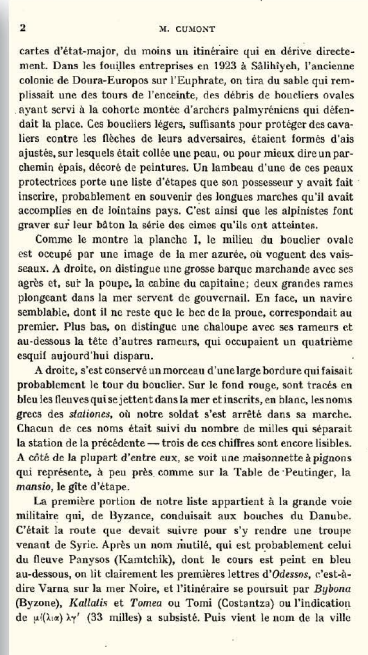 2 M. CUMONT
cartes d'état-major, du moins un itinéraire qui en dérive directe-
ment. Dans les fouilles entreprises en 1923 à Sâlihîyeh, l'ancienne
colonie de Doura-Europos sur l'Euphrate, on tira du sable qui rem-
plissait une des tours de l'enceinte, des débris de boucliers ovales
ayant servi à la cohorte montée d'archers palmyréniens qui défen-
dait la place. Ces boucliers légers, suffisants pour protéger des cava-
liers contre les flèches de leurs adversaires, étaient formés d'ais
ajustés, sur lesquels était collée une peau, ou pour mieux dire un par-
chemin épais, décoré de peintures. Un lambeau d'une de ces peaux
protectrices porte une liste d'étapes que son possesseur y avait fait
inscrire, probablement en souvenir des longues marches qu'il avait
accomplies en de lointains pays. C'est ainsi que les alpinistes font
graver sur leur bâton la série des cimes qu'ils ont atteintes.
Comme le montre la planche I, le milieu du bouclier ovale
est occupé par une image de la mer azurée, où voguent des vais-
seaux. A droite, on distingue une grosse barque marchande avec ses
agrès et, sur la poupe, la cabine du capitaine; deux grandes rames
plongeant dans la mer servent de gouvernail. En face, un navire
semblable, dont il ne reste que le bec de la proue, correspondait au
premier. Plus bas, on distingue une chaloupe avec ses rameurs et
au-dessous la tête d'autres rameurs, qui occupaient un quatrième
esquif aujourd'hui disparu.
A droite, s'est conservé un morceau d'une large bordure qui faisait
probablement le tour du bouclier. Sur le fond rouge, sont tracés en
bleu les fleuves qui se jettent dans la mer et inscrits, en blanc, les noms
grecs des stationes, où notre soldat s'est arrêté dans sa marche.
Chacun de ces noms était suivi du nombre de milles qui séparait
la station de la précédente — trois de ces chiffres sont encore lisibles.
A côté de la plupart d'entre eux, se voit une maisonnette à pignons
qui représente, à peu près comme sur la Table de Peutinger, la
mansio, le gîte d'étape.
La première portion de notre liste appartient à la grande voie
militaire qui, de Byzance, conduisait aux bouches du Danube.
C'était la route que devait suivre pour s'y rendre une troupe
venant de Syrie. Après un nom mutilé, qui est probablement celui
du fleuve Panysos (Kamtchik), dont le cours est peint en bleu
au-dessous, on lit clairement les premières lettres d'Odessos, c'est-à-
dire Varna sur la mer Noire, et l'itinéraire se poursuit par Bybona
(Byzone), Kallatis et Tomea ou Tomi (Costantza) ou l'indication
de μί(λια) λγ' (33 milles) a subsisté. Puis vient le nom de la ville